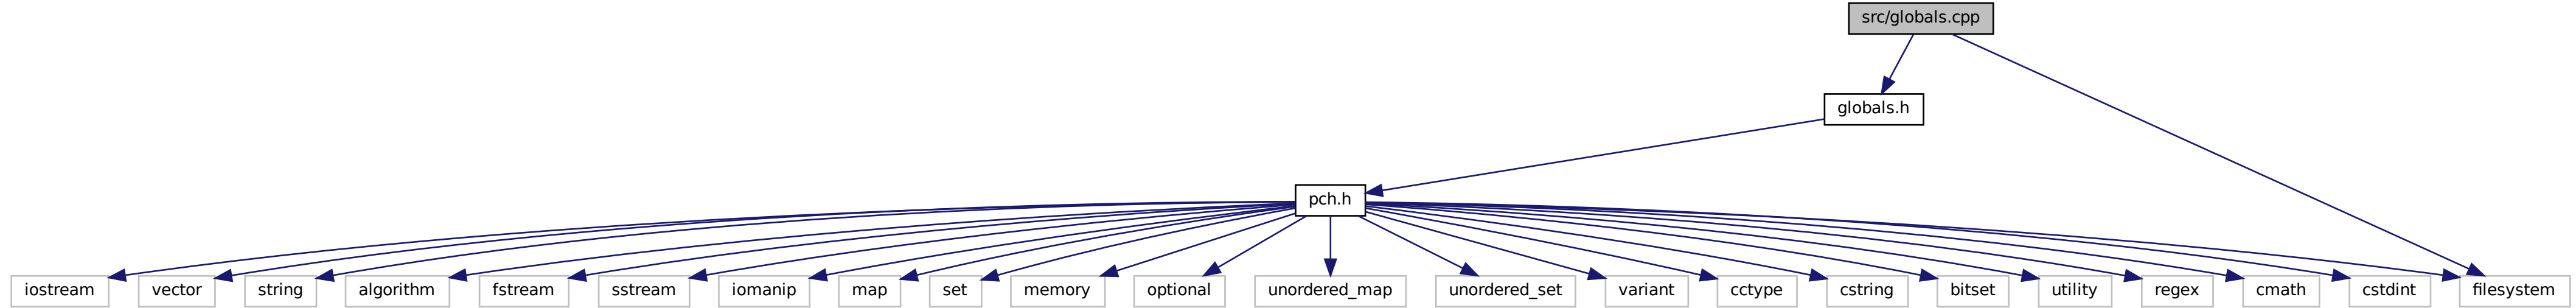 src/globals.cpp
globals.h
pch.h
iostream
vector
string
algorithm
fstream
sstream
iomanip
map
set
memory
optional
unordered_map
unordered_set
variant
cctype
cstring
bitset
utility
regex
cmath
cstdint
filesystem